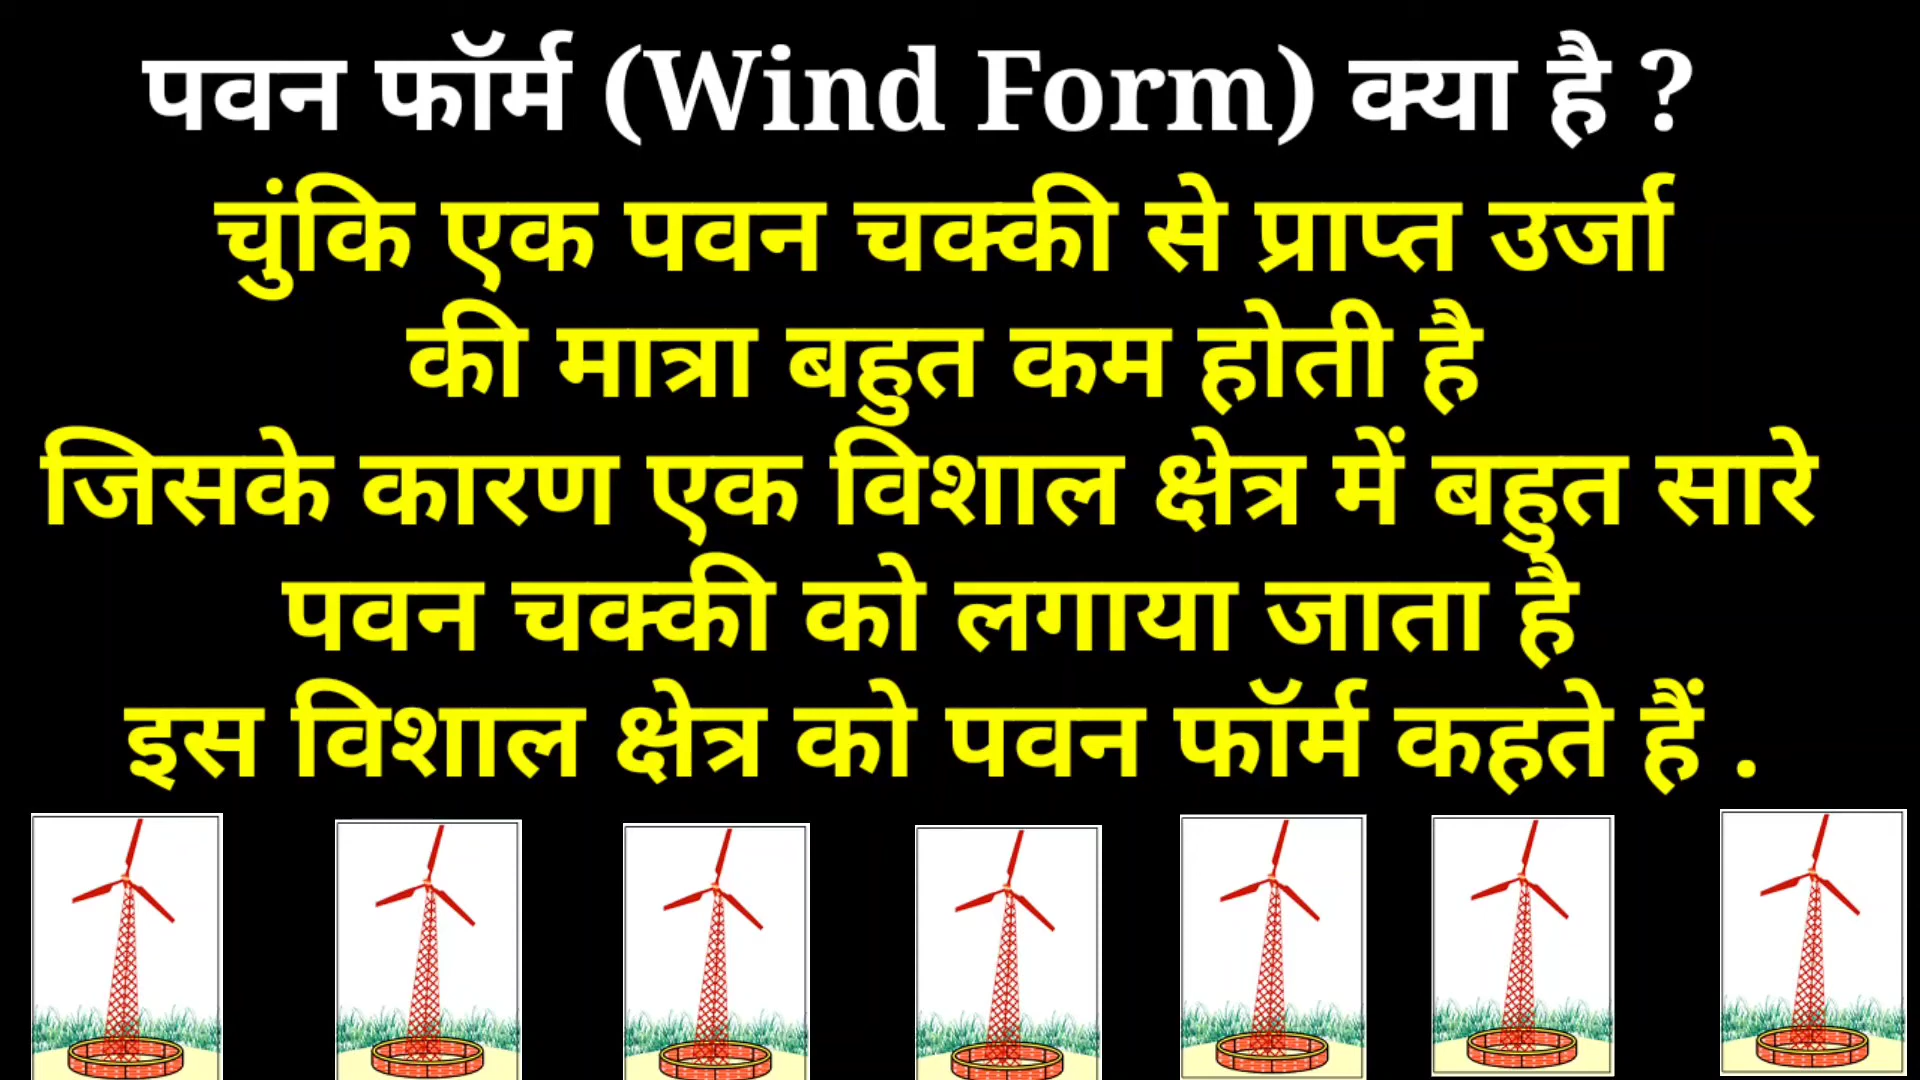 पवन फॉर्म (Wind Form) क्या है ?
चुंकि एक पवन चक्की से प्राप्त उर्जा
की मात्रा बहुत कम होती है
जिसके कारण एक विशाल क्षेत्र में बहुत सारे
पवन चक्की को लगाया जाता है
इस विशाल क्षेत्र को पवन फॉर्म कहते हैं .